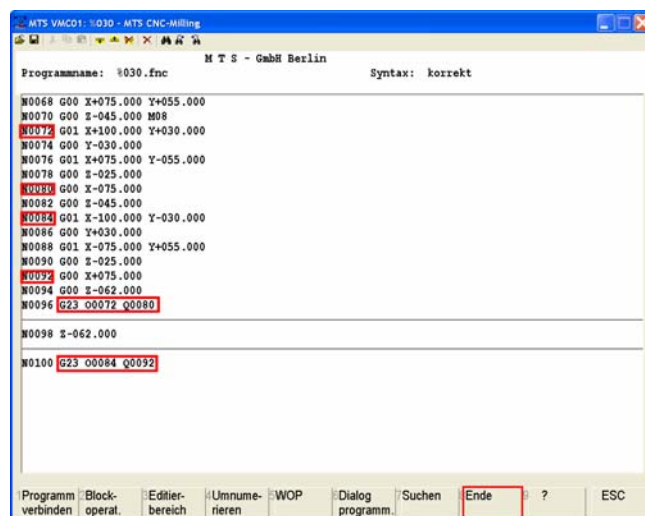 MTS VMC01: %030 - MTS CNC-Milling
M T S - GmbH Berlin
Programmname: %030.fnc Syntax: korrekt
N0068 G00 X+075.000 Y+055.000
N0070 G00 Z-045.000 M08
N0072 G01 X+100.000 Y+030.000
N0074 G00 Y-030.000
N0076 G01 X+075.000 Y-055.000
N0078 G00 Z-025.000
N0080 G00 X-075.000
N0082 G00 Z-045.000
N0084 G01 X-100.000 Y-030.000
N0086 G00 Y+030.000
N0088 G01 X-075.000 Y+055.000
N0090 G00 Z-025.000
N0092 G00 X+075.000
N0094 G00 Z-062.000
N0096 G23 O0072 Q0080
N0098 Z-062.000
N0100 G23 O0084 Q0092
1 Programm verbinden
2 Block- operat.
3 Editier- bereich
4 Umnume- rieren
5 WOP
6 Dialog programm.
7 Suchen
8 Ende
9 ?
ESC